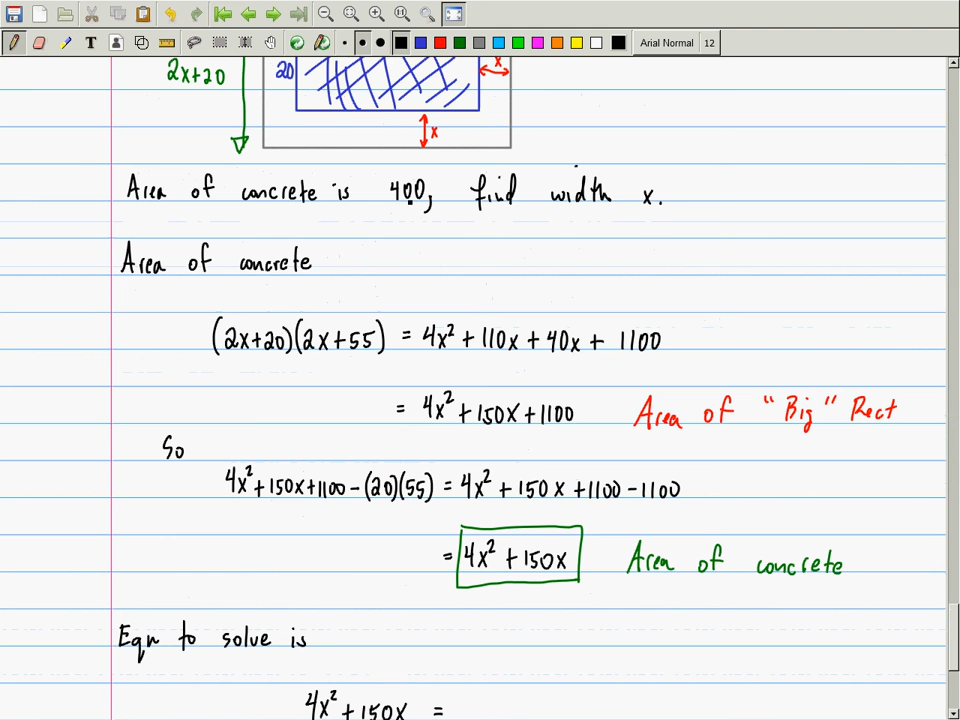 T
Arial Normal 12
2x+20 20 x
x
Area of concrete is 400, find width x.
Area of concrete
(2x+20)(2x+55) = 4x² + 110x + 40x + 1100
= 4x² + 150x + 1100 Area of "Big" Rect
So
4x² + 150x + 1100 - (20)(55) = 4x² + 150x + 1100 - 1100
= 4x² + 150x Area of concrete
Eqn to solve is
4x² + 150x =